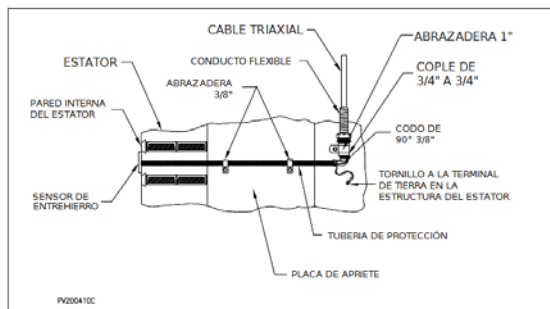 CABLE TRIAXIAL
ABRAZADERA 1"
CONDUCTO FLEXIBLE
ESTATOR
COPLE DE
3/4" A 3/4"
ABRAZADERA
3/8"
PARED INTERNA
DEL ESTATOR
CODO DE
90° 3/8"
TORNILLO A LA TERMINAL
DE TIERRA EN LA
ESTRUCTURA DEL ESTATOR
SENSOR DE
ENTREHIERRO
TUBERIA DE PROTECCIÓN
PLACA DE APRIETE
PV200410C